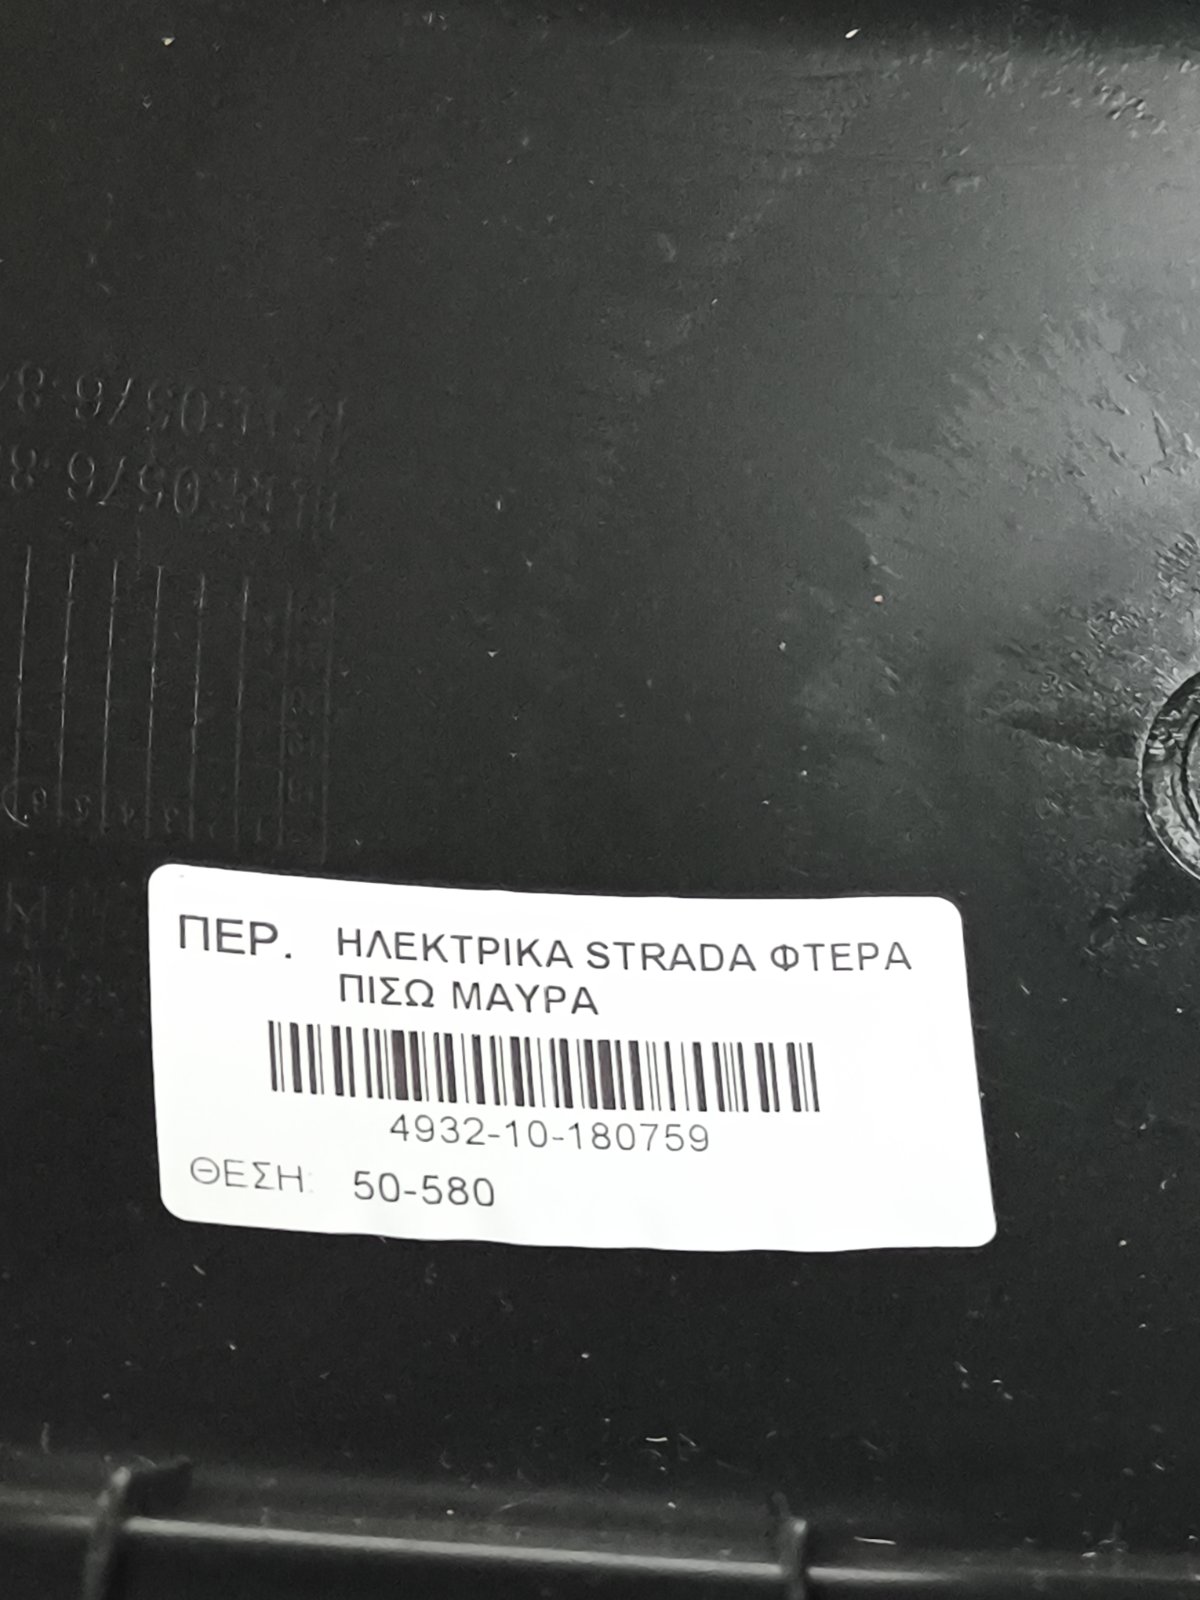 ΠΕΡ. ΗΛΕΚΤΡΙΚΑ STRADA ΦΤΕΡΑ
ΠΙΣΩ ΜΑΥΡΑ
4932-10-180759
ΘΕΣΗ: 50-580